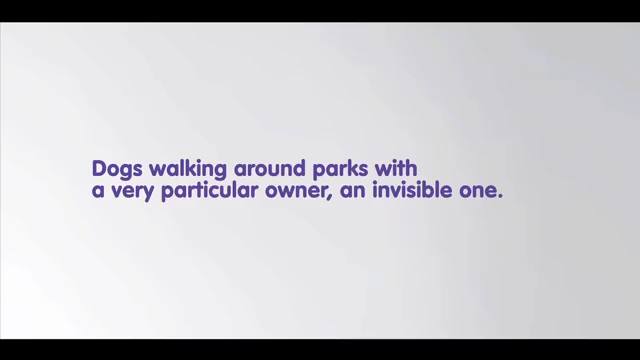 Dogs walking around parks with
a very particular owner, an invisible one.